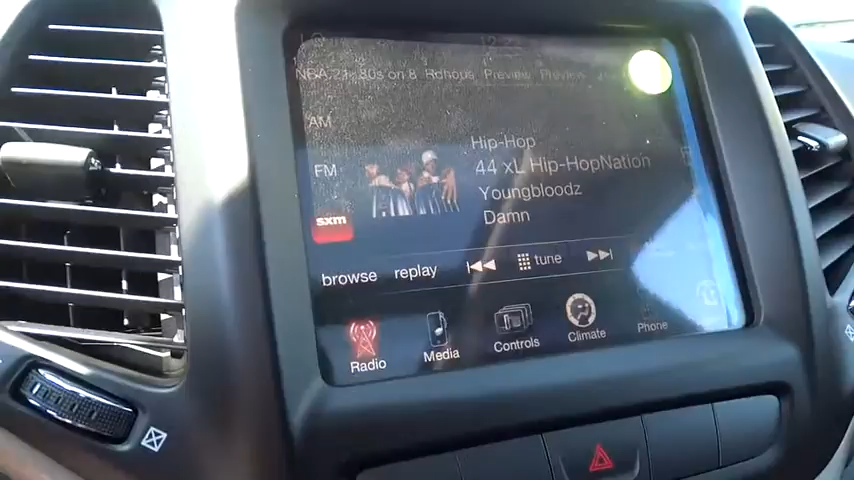 NBA 21 80s on 8 Rdhous Preview Preview
AM
Hip-Hop
44 XL Hip-HopNation
FM
YoungBloodz
Damn
sxm
browse replay tune
Radio Media Controls Climate Phone